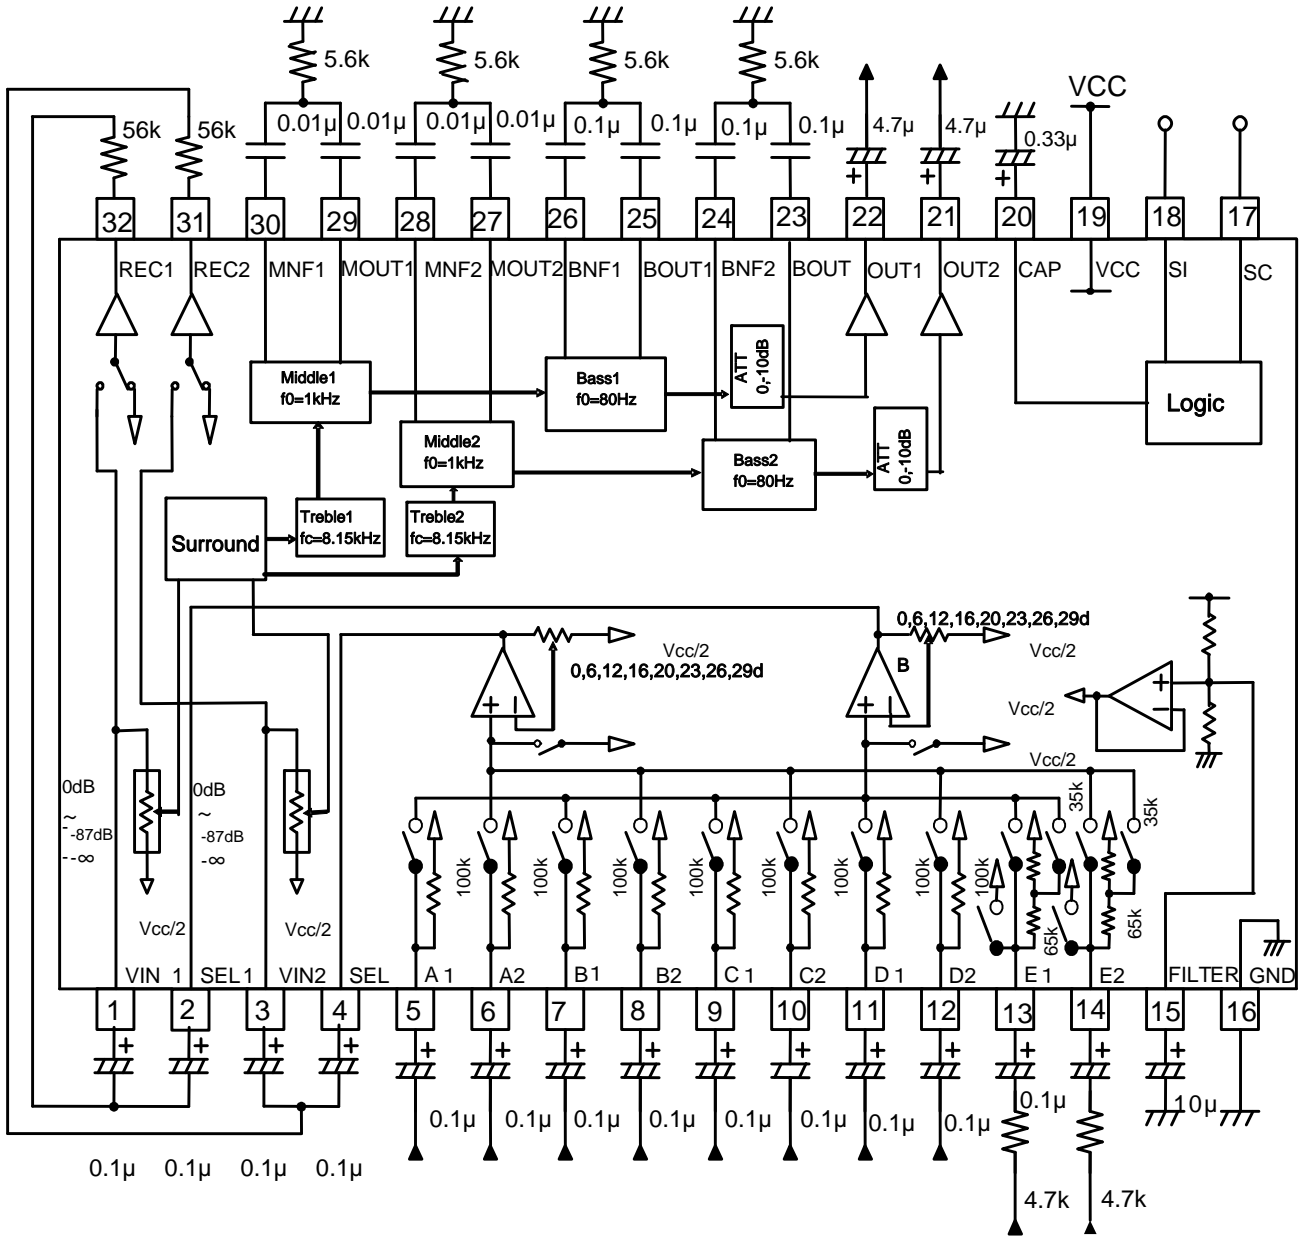 5.6k 5.6k 5.6k 5.6k
VCC
56k 56k 0.01μ 0.01μ 0.01μ 0.01μ 0.1μ 0.1μ 0.1μ 0.1μ 4.7μ 4.7μ 0.33μ
+ + +
32 31 30 29 28 27 26 25 24 23 22 21 20 19 18 17
REC1 REC2 MNF1 MOUT1 MNF2 MOUT2 BNF1 BOUT1 BNF2 BOUT OUT1 OUT2 CAP VCC SI SC
Middle1
f0=1kHz
Bass1
f0=80Hz
ATT
0,-10dB
Logic
Middle2
f0=1kHz
Bass2
f0=80Hz
ATT
0,-10dB
Surround
Treble1
fc=8.15kHz
Treble2
fc=8.15kHz
0,6,12,16,20,23,26,29d
Vcc/2
0,6,12,16,20,23,26,29d
B
Vcc/2
+ −
+ −
+
−
Vcc/2
Vcc/2
0dB
~
-87dB
--∞
0dB
~
-87dB
-∞
35k 35k
100k 100k 100k 100k 100k 100k 100k 100k
65k 65k
Vcc/2 Vcc/2
VIN 1 SEL1 VIN2 SEL A1 A2 B1 B2 C1 C2 D1 D2 E1 E2 FILTER GND
1 2 3 4 5 6 7 8 9 10 11 12 13 14 15 16
+ + + + + + + + + + + + + + +
0.1μ 0.1μ 0.1μ 0.1μ 0.1μ 0.1μ 0.1μ 0.1μ 0.1μ 10μ
0.1μ 0.1μ 0.1μ 0.1μ
4.7k 4.7k